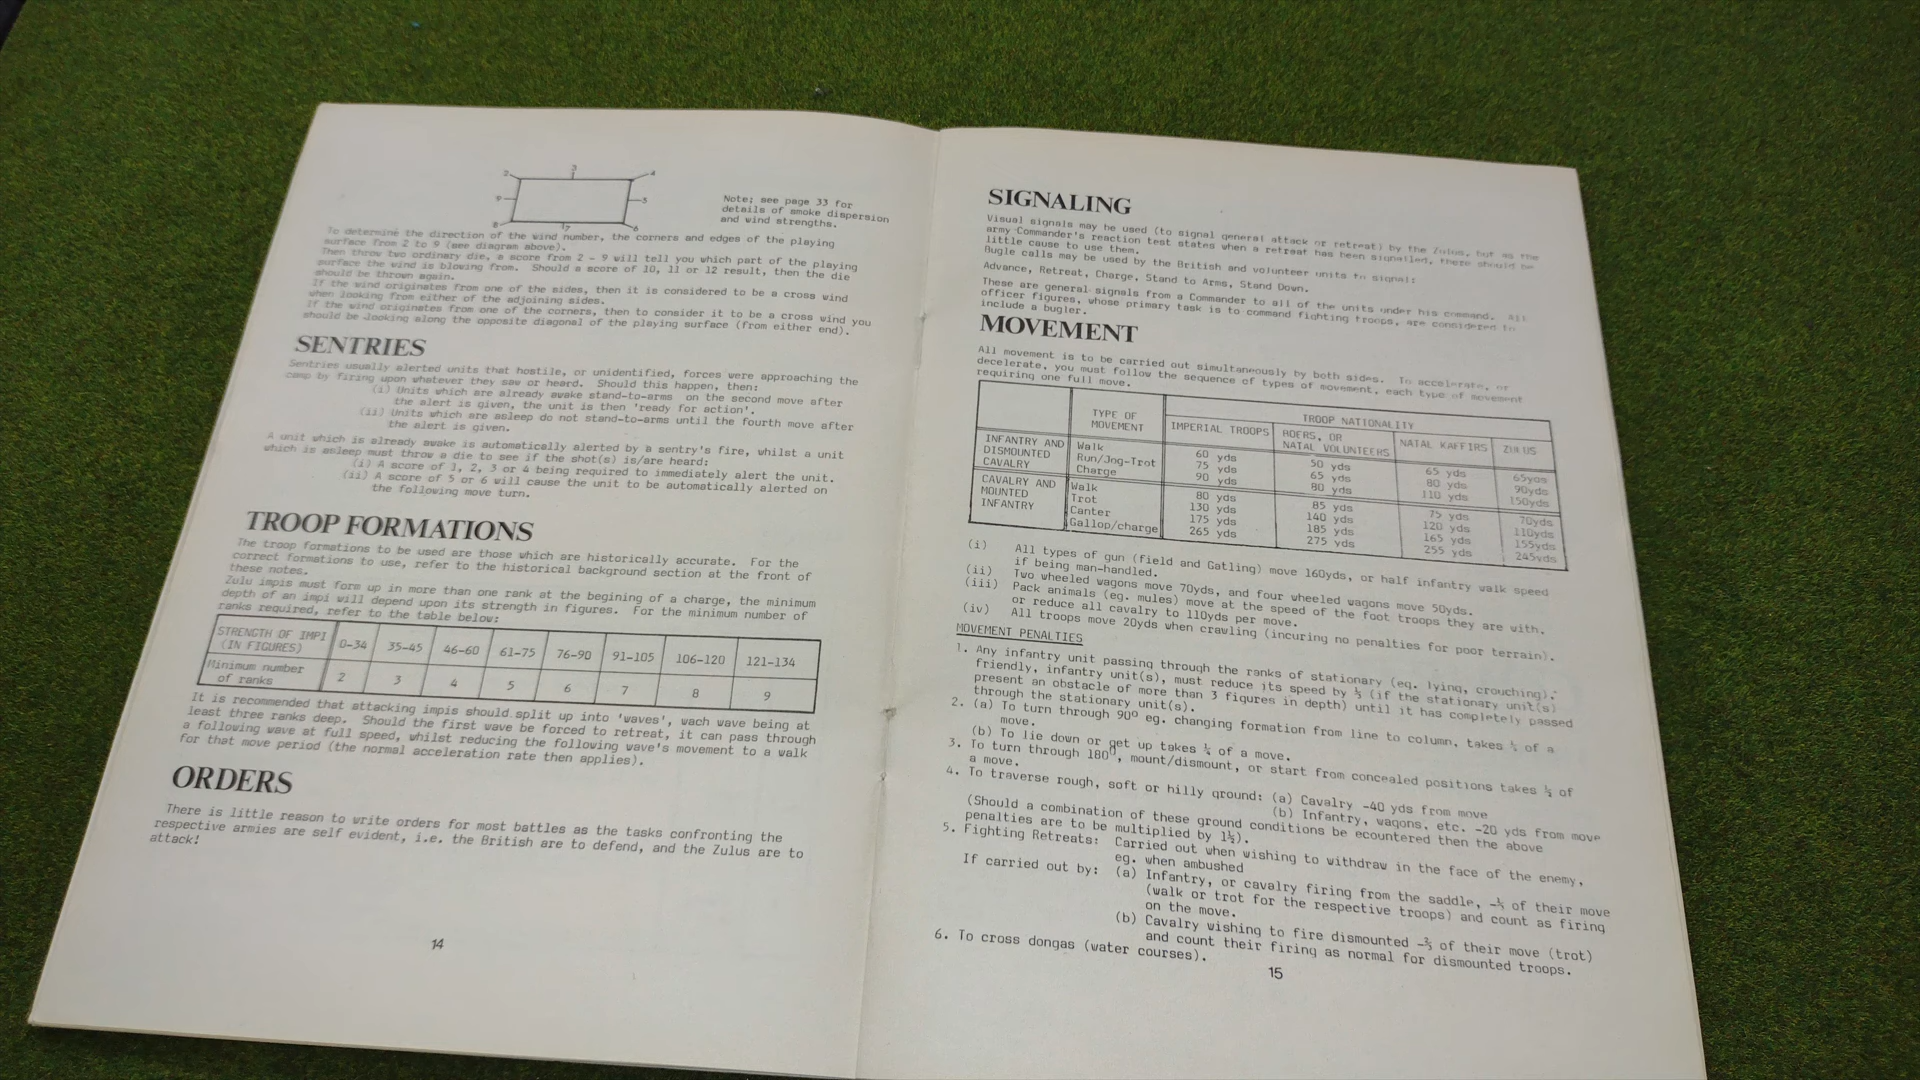 2 3 4
9 5
8 17 6
Note; see page 33 for
details of smoke dispersion
and wind strengths.
To determine the direction of the wind number, the corners and edges of the playing
surface from 2 to 9 (see diagram above).
Then throw two ordinary die, a score from 2 - 9 will tell you which part of the playing
surface the wind is blowing from. Should a score of 10, 11 or 12 result, then the die
should be thrown again.
If the wind originates from one of the sides, then it is considered to be a cross wind
when looking from either of the adjoining sides.
If the wind originates from one of the corners, then to consider it to be a cross wind you
should be looking along the opposite diagonal of the playing surface (from either end).
SENTRIES
Sentries usually alerted units that hostile, or unidentified, forces were approaching the
camp by firing upon whatever they saw or heard. Should this happen, then:
(i) Units which are already awake stand-to-arms on the second move after
the alert is given, the unit is then 'ready for action'.
(ii) Units which are asleep do not stand-to-arms until the fourth move after
the alert is given.
A unit which is already awake is automatically alerted by a sentry's fire, whilst a unit
which is asleep must throw a die to see if the shot(s) is/are heard:
(i) A score of 1, 2, 3 or 4 being required to immediately alert the unit.
(ii) A score of 5 or 6 will cause the unit to be automatically alerted on
the following move turn.
TROOP FORMATIONS
The troop formations to be used are those which are historically accurate. For the
correct formations to use, refer to the historical background section at the front of
these notes.
Zulu impis must form up in more than one rank at the begining of a charge, the minimum
depth of an impi will depend upon its strength in figures. For the minimum number of
ranks required, refer to the table below:
STRENGTH OF IMPI (IN FIGURES) 0-34 35-45 46-60 61-75 76-90 91-105 106-120 121-134
Minimum number of ranks 2 3 4 5 6 7 8 9
It is recommended that attacking impis should split up into 'waves', wach wave being at
least three ranks deep. Should the first wave be forced to retreat, it can pass through
a following wave at full speed, whilst reducing the following wave's movement to a walk
for that move period (the normal acceleration rate then applies).
ORDERS
There is little reason to write orders for most battles as the tasks confronting the
respective armies are self evident, i.e. the British are to defend, and the Zulus are to
attack!
14
SIGNALING
Visual signals may be used (to signal general attack or retreat) by the Zulus, but as the
army Commander's reaction test states when a retreat has been signalled, there should be
little cause to use them.
Bugle calls may be used by the British and volunteer units to signal:
Advance, Retreat, Charge, Stand to Arms, Stand Down.
These are general signals from a Commander to all of the units under his command. All
officer figures, whose primary task is to command fighting troops, are considered to
include a bugler.
MOVEMENT
All movement is to be carried out simultaneously by both sides. To accelerate, or
decelerate, you must follow the sequence of types of movement, each type of movement
requiring one full move.
TYPE OF MOVEMENT TROOP NATIONALITY
IMPERIAL TROOPS BOERS, OR NATAL VOLUNTEERS NATAL KAFFIRS ZULUS
INFANTRY AND DISMOUNTED CAVALRY
Walk 60 yds 50 yds 65 yds 65yds
Run/Jog-Trot 75 yds 65 yds 80 yds 90yds
Charge 90 yds 80 yds 110 yds 150yds
CAVALRY AND MOUNTED INFANTRY
Walk 80 yds 85 yds 75 yds 70yds
Trot 130 yds 140 yds 120 yds 110yds
Canter 175 yds 185 yds 165 yds 155yds
Gallop/charge 265 yds 275 yds 255 yds 245yds
(i) All types of gun (field and Gatling) move 160yds, or half infantry walk speed
if being man-handled.
(ii) Two wheeled wagons move 70yds, and four wheeled wagons move 50yds.
(iii) Pack animals (eg. mules) move at the speed of the foot troops they are with,
or reduce all cavalry to 110yds per move.
(iv) All troops move 20yds when crawling (incuring no penalties for poor terrain).
MOVEMENT PENALTIES
1. Any infantry unit passing through the ranks of stationary (eg. lying, crouching),
friendly, infantry unit(s), must reduce its speed by (if the stationary unit(s)
present an obstacle of more than 3 figures in depth) until it has completely passed
through the stationary unit(s).
2. (a) To turn through 90º eg. changing formation from line to column, takes of a
move.
(b) To lie down or get up takes ¼ of a move.
3. To turn through 180º, mount/dismount, or start from concealed positions takes ½ of
a move.
4. To traverse rough, soft or hilly ground: (a) Cavalry -40 yds from move
(b) Infantry, wagons, etc. -20 yds from move
(Should a combination of these ground conditions be ecountered then the above
penalties are to be multiplied by 1½).
5. Fighting Retreats: Carried out when wishing to withdraw in the face of the enemy,
eg. when ambushed
If carried out by: (a) Infantry, or cavalry firing from the saddle, of their move
(walk or trot for the respective troops) and count as firing
on the move.
(b) Cavalry wishing to fire dismounted -⅔ of their move (trot)
and count their firing as normal for dismounted troops.
6. To cross dongas (water courses).
15